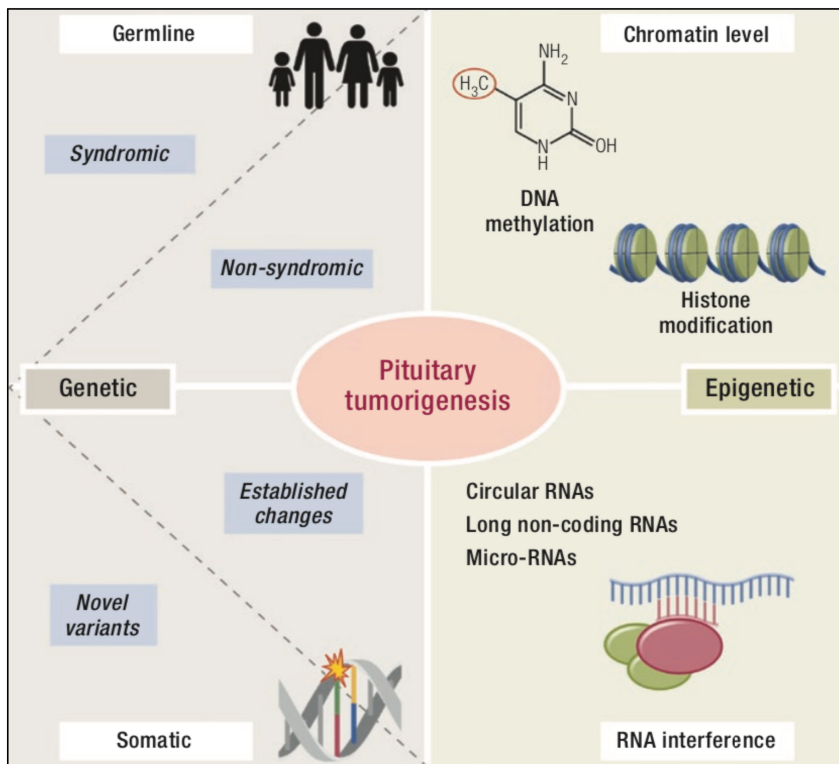 Germline
Syndromic
Non-syndromic
Genetic
Established
changes
Novel
variants
Somatic
Pituitary
tumorigenesis
Chromatin level
NH₂
H₃C
N
N
H
OH
DNA
methylation
Histone
modification
Epigenetic
Circular RNAs
Long non-coding RNAs
Micro-RNAs
RNA interference